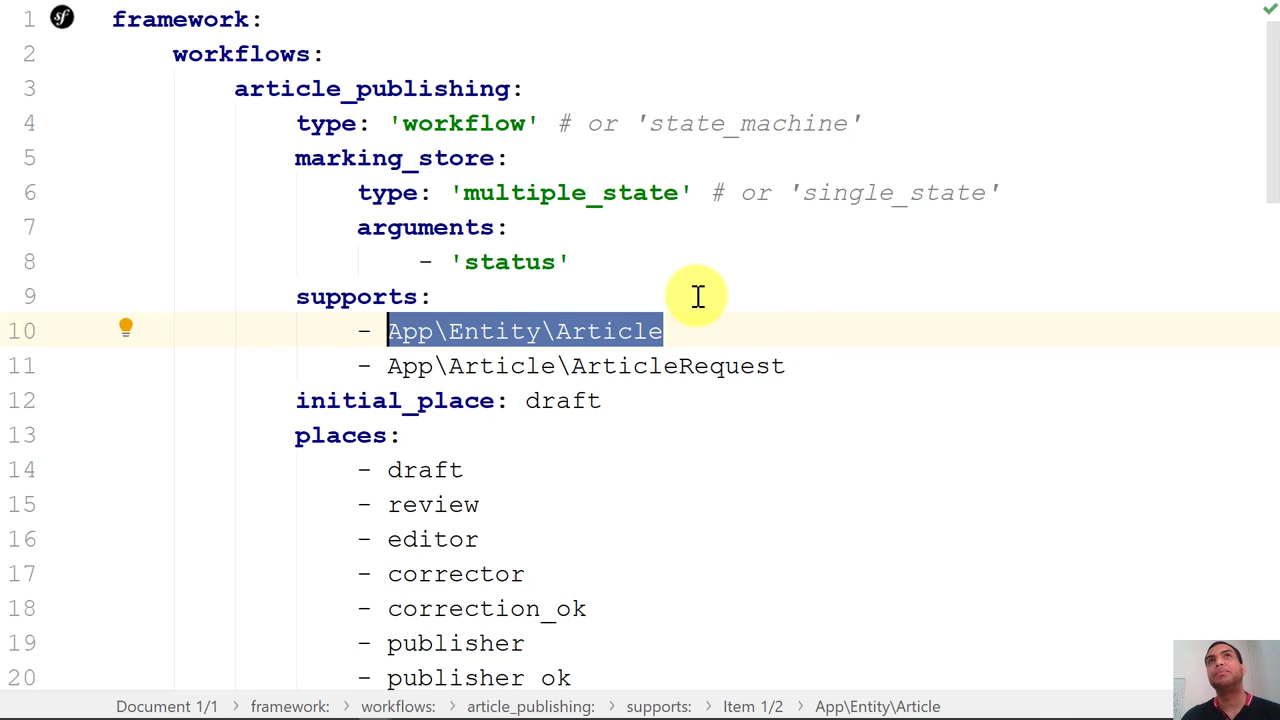 1 framework:
2 workflows:
3 article_publishing:
4 type: 'workflow' # or 'state_machine'
5 marking_store:
6 type: 'multiple_state' # or 'single_state'
7 arguments:
8 - 'status'
9 supports:
10 - App\Entity\Article
11 - App\Article\ArticleRequest
12 initial_place: draft
13 places:
14 - draft
15 - review
16 - editor
17 - corrector
18 - correction_ok
19 - publisher
20 - publisher_ok
Document 1/1 > framework: > workflows: > article_publishing: > supports: > Item 1/2 > App\Entity\Article